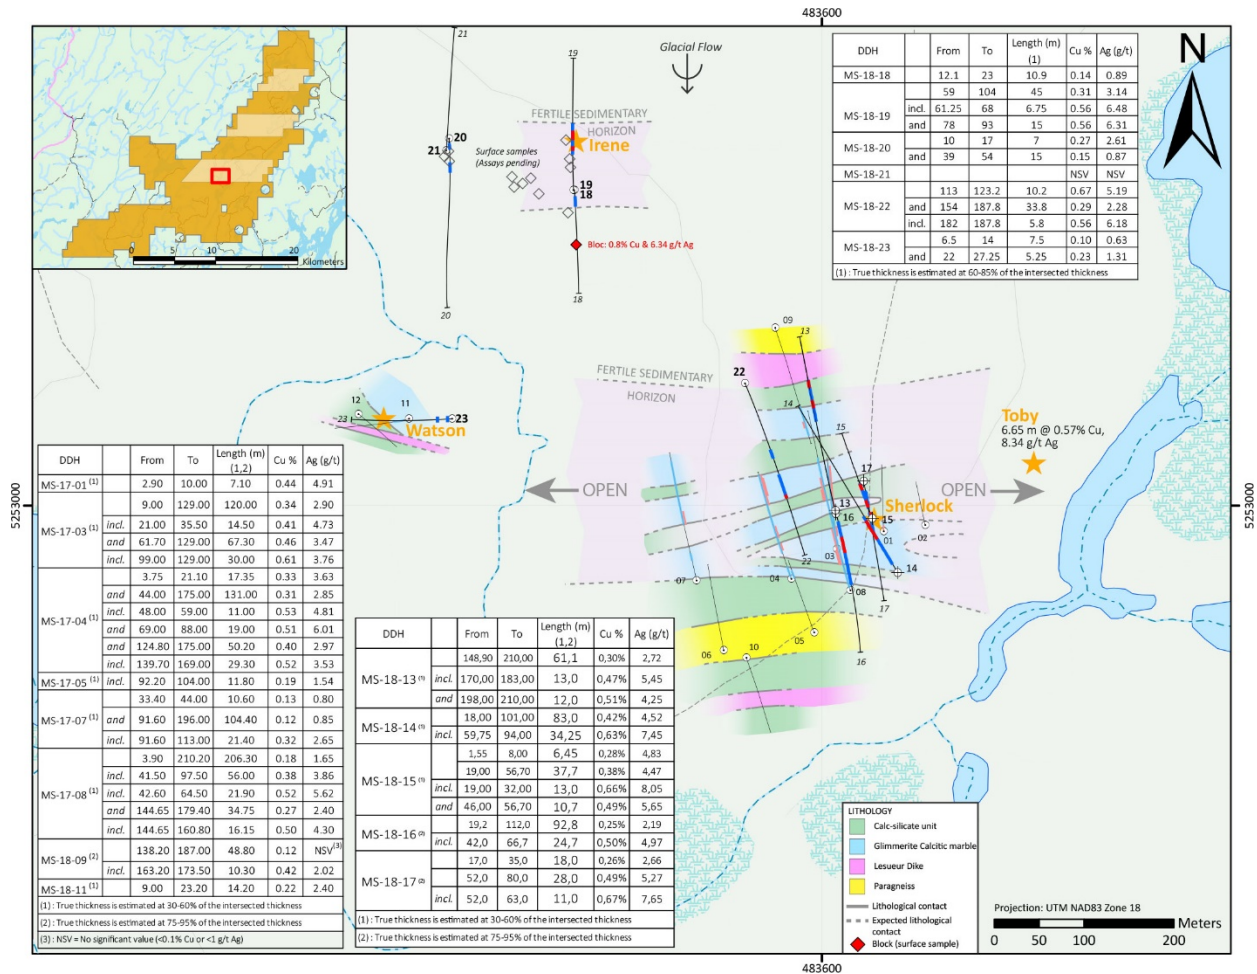 483600
21
19
Glacial Flow
N
FERTILE SEDIMENTARY
HORIZON
Irene
20
21
Surface samples
(Assays pending)
19
18
Bloc: 0.8% Cu & 6.34 g/t Ag
20
18
0 5 10 20
Kilometers
DDH From To Length (m) (1) Cu % Ag (g/t)
MS-18-18 12.1 23 10.9 0.14 0.89
MS-18-19 59 104 45 0.31 3.14
incl. 61.25 68 6.75 0.56 6.48
and 78 93 15 0.56 6.31
MS-18-20 10 17 7 0.27 2.61
and 39 54 15 0.15 0.87
MS-18-21 NSV NSV
MS-18-22 113 123.2 10.2 0.67 5.19
and 154 187.8 33.8 0.29 2.28
incl. 182 187.8 5.8 0.56 6.18
MS-18-23 6.5 14 7.5 0.10 0.63
and 22 27.25 5.25 0.23 1.31
(1) : True thickness is estimated at 60-85% of the intersected thickness
09
13
FERTILE SEDIMENTARY
HORIZON
22
14
15
12
11
23
23
Watson
Toby
6.65 m @ 0.57% Cu,
8.34 g/t Ag
17
OPEN
OPEN
Sherlock
13
16
15
01
02
03
22
14
07
04
08
17
06
10
05
16
5253000
5253000
DDH From To Length (m) (1,2) Cu % Ag (g/t)
MS-17-01 (1) 2.90 10.00 7.10 0.44 4.91
MS-17-03 (1) 9.00 129.00 120.00 0.34 2.90
incl. 21.00 35.50 14.50 0.41 4.73
and 61.70 129.00 67.30 0.46 3.47
incl. 99.00 129.00 30.00 0.61 3.76
MS-17-04 (1) 3.75 21.10 17.35 0.33 3.63
and 44.00 175.00 131.00 0.31 2.85
incl. 48.00 59.00 11.00 0.53 4.81
and 69.00 88.00 19.00 0.51 6.01
and 124.80 175.00 50.20 0.40 2.97
incl. 139.70 169.00 29.30 0.52 3.53
MS-17-05 (1) incl. 92.20 104.00 11.80 0.19 1.54
MS-17-07 (1) 33.40 44.00 10.60 0.13 0.80
and 91.60 196.00 104.40 0.12 0.85
incl. 91.60 113.00 21.40 0.32 2.65
MS-17-08 (1) 3.90 210.20 206.30 0.18 1.65
incl. 41.50 97.50 56.00 0.38 3.86
incl. 42.60 64.50 21.90 0.52 5.62
and 144.65 179.40 34.75 0.27 2.40
incl. 144.65 160.80 16.15 0.50 4.30
MS-18-09 (2) 138.20 187.00 48.80 0.12 NSV(3)
incl. 163.20 173.50 10.30 0.42 2.02
MS-18-11 (1) 9.00 23.20 14.20 0.22 2.40
(1) : True thickness is estimated at 30-60% of the intersected thickness
(2) : True thickness is estimated at 75-95% of the intersected thickness
(3) : NSV = No significant value (<0.1% Cu or <1 g/t Ag)
DDH From To Length (m) (1,2) Cu % Ag (g/t)
MS-18-13 (1) 148,90 210,00 61,1 0,30% 2,72
incl. 170,00 183,00 13,0 0,47% 5,45
and 198,00 210,00 12,0 0,51% 4,25
MS-18-14 (1) 18,00 101,00 83,0 0,42% 4,52
incl. 59,75 94,00 34,25 0,63% 7,45
MS-18-15 (1) 1,55 8,00 6,45 0,28% 4,83
19,00 56,70 37,7 0,38% 4,47
incl. 19,00 32,00 13,0 0,66% 8,05
and 46,00 56,70 10,7 0,49% 5,65
MS-18-16 (2) 19,2 112,0 92,8 0,25% 2,19
incl. 42,0 66,7 24,7 0,50% 4,97
MS-18-17 (2) 17,0 35,0 18,0 0,26% 2,66
52,0 80,0 28,0 0,49% 5,27
incl. 52,0 63,0 11,0 0,67% 7,65
(1) : True thickness is estimated at 30-60% of the intersected thickness
(2) : True thickness is estimated at 75-95% of the intersected thickness
LITHOLOGY
Calc-silicate unit
Glimmerite Calcitic marble
Lesueur Dike
Paragneiss
Lithological contact
Expected lithological
contact
Block (surface sample)
Projection: UTM NAD83 Zone 18
Meters
0 50 100 200
483600